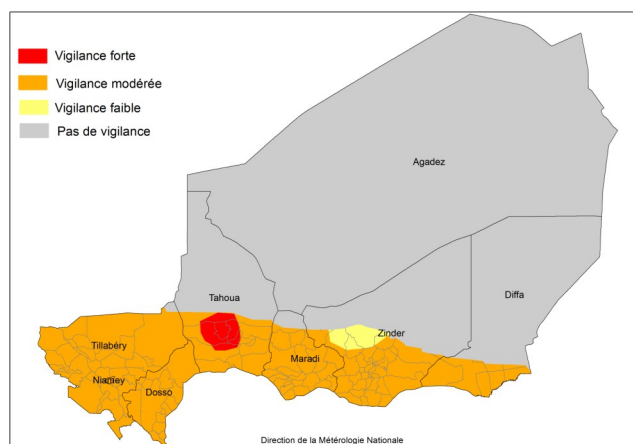 Vigilance forte
Vigilance modérée
Vigilance faible
Pas de vigilance
Agadez
Diffa
Tahoua
Zinder
Tillabéry
Maradi
Niamey
Dosso
Direction de la Métérologie Nationale